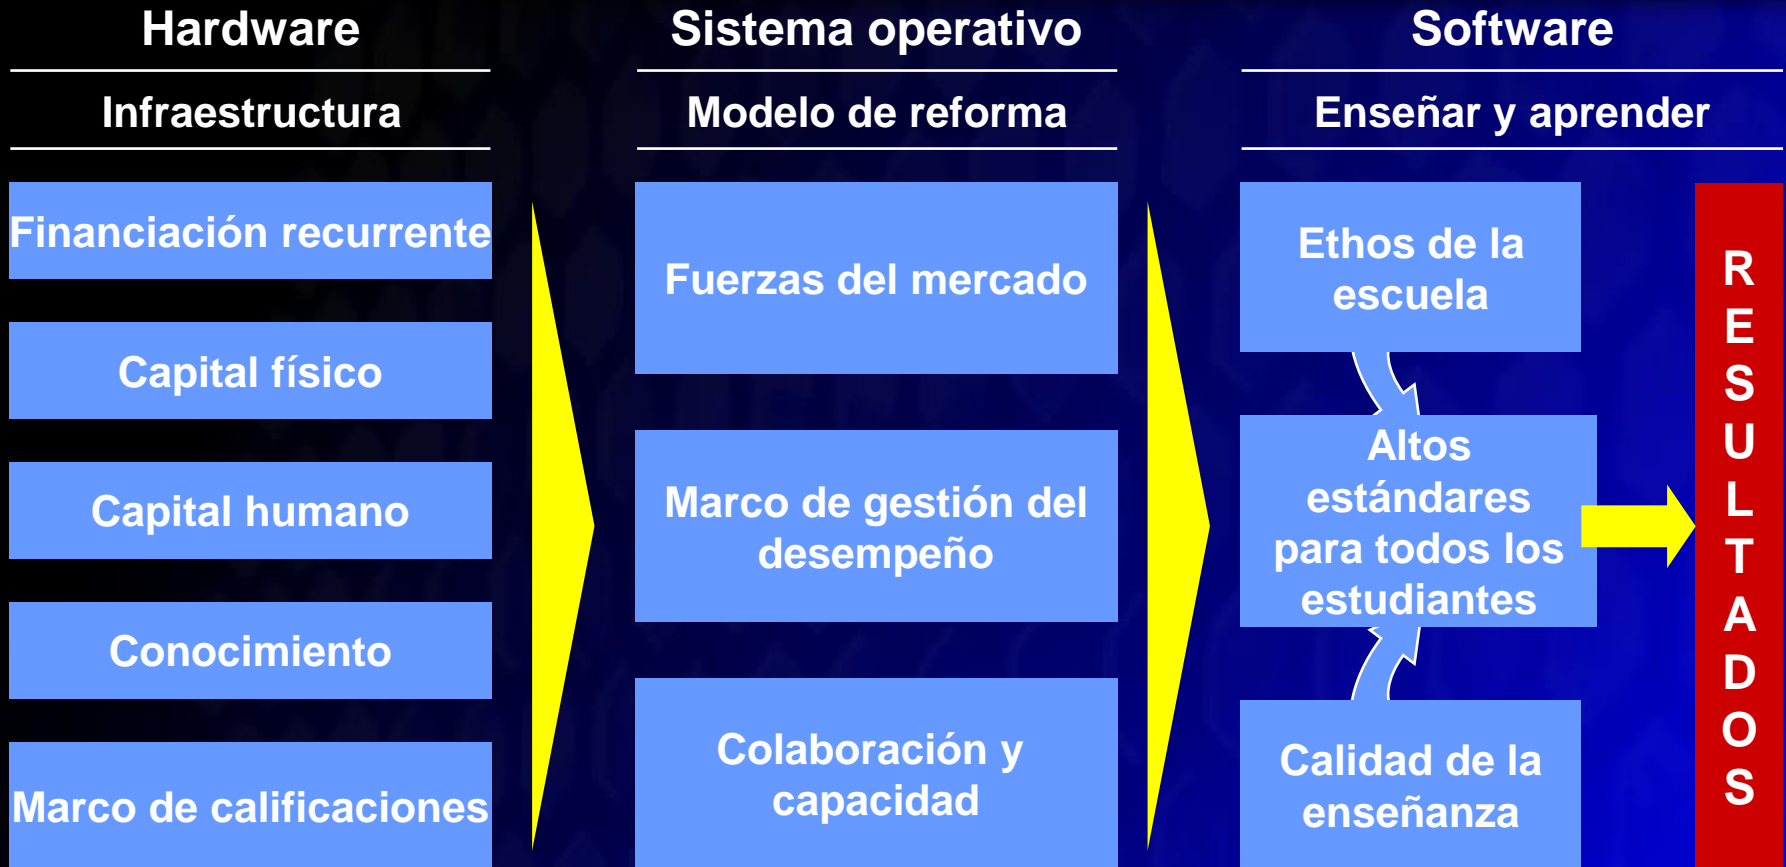 Hardware
Infraestructura
Financiación recurrente
Capital físico
Capital humano
Conocimiento
Marco de calificaciones
Sistema operativo
Modelo de reforma
Fuerzas del mercado
Marco de gestión del
desempeño
Colaboración y
capacidad
Software
Enseñar y aprender
Ethos de la
escuela
Altos
estándares
para todos los
estudiantes
Calidad de la
enseñanza
R
E
S
U
L
T
A
D
O
S